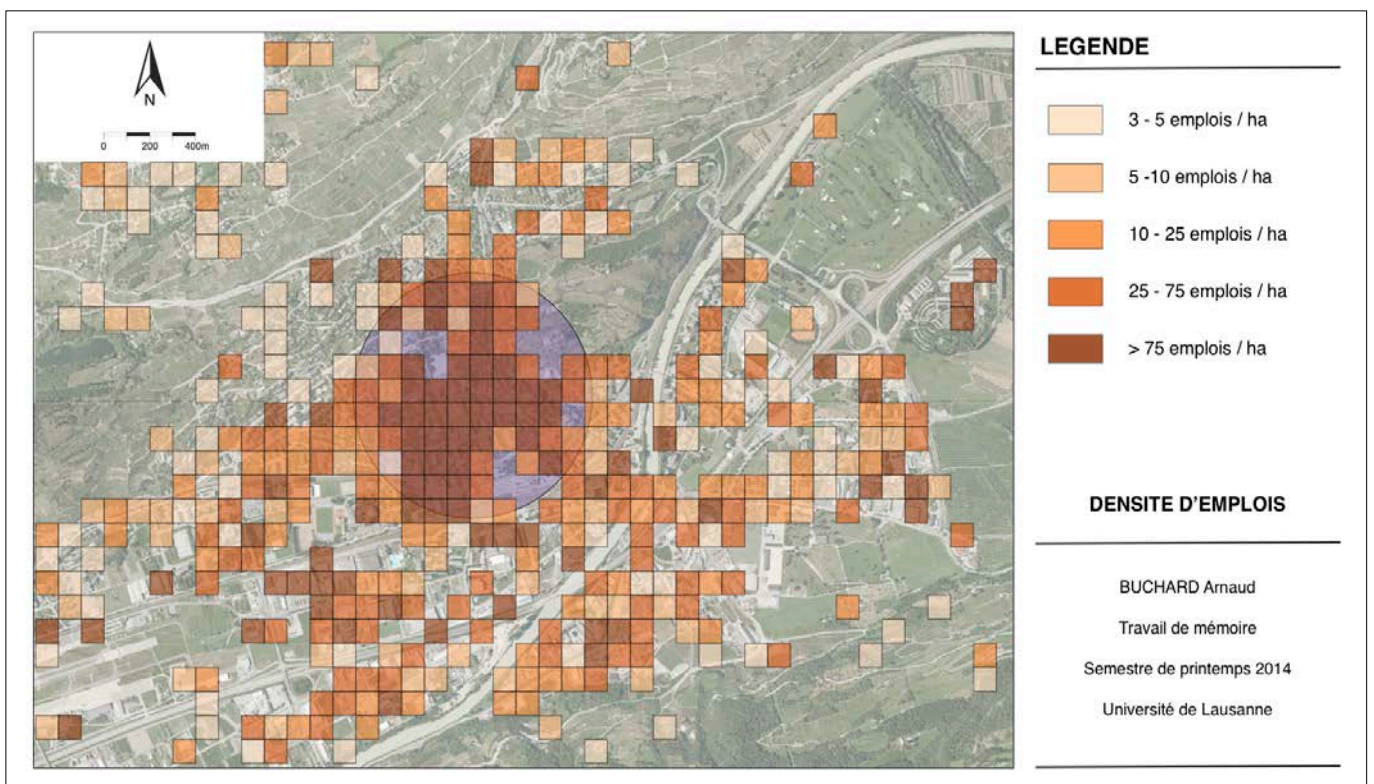 N
0 200 400m
LEGENDE
3 - 5 emplois / ha
5 -10 emplois / ha
10 - 25 emplois / ha
25 - 75 emplois / ha
> 75 emplois / ha
DENSITE D'EMPLOIS
BUCHARD Arnaud
Travail de mémoire
Semestre de printemps 2014
Université de Lausanne